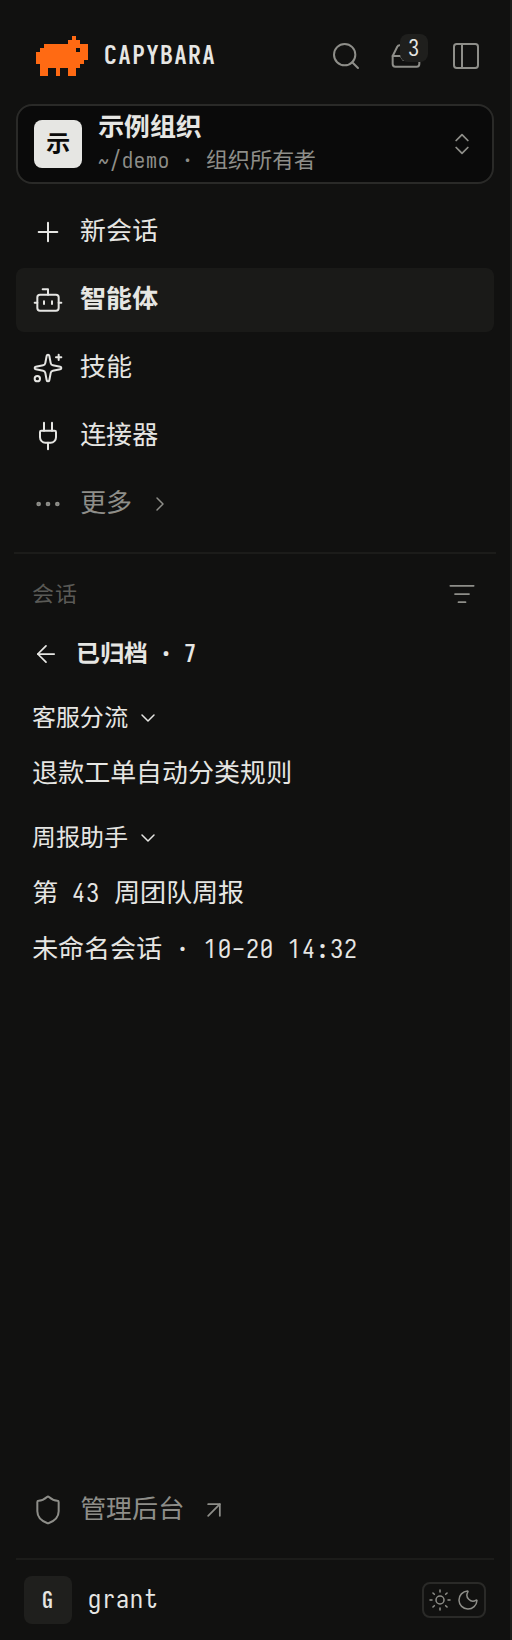 CAPYBARA
3
示
示例组织
~/demo · 组织所有者
新会话
智能体
技能
连接器
更多
会话
已归档 · 7
客服分流
退款工单自动分类规则
周报助手
第 43 周团队周报
未命名会话 · 10-20 14:32
管理后台
G
grant